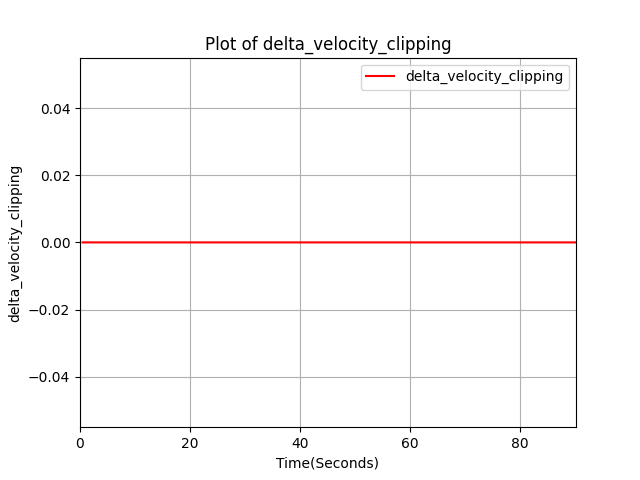 Plot of delta_velocity_clipping
delta_velocity_clipping
0.04
0.02
0.00
−0.02
−0.04
delta_velocity_clipping
0 20 40 60 80
Time(Seconds)